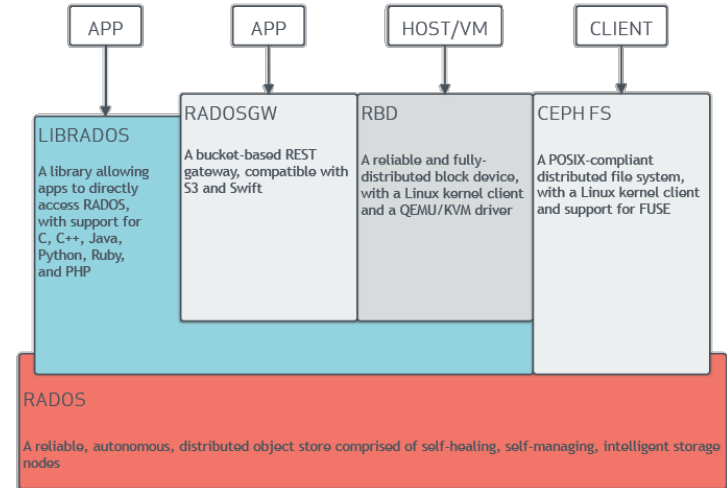 APP
APP
HOST/VM
CLIENT
LIBRADOS
A library allowing
apps to directly
access RADOS,
with support for
C, C++, Java,
Python, Ruby,
and PHP
RADOSGW
A bucket-based REST
gateway, compatible with
S3 and Swift
RBD
A reliable and fully-
distributed block device,
with a Linux kernel client
and a QEMU/KVM driver
CEPH FS
A POSIX-compliant
distributed file system,
with a Linux kernel client
and support for FUSE
RADOS
A reliable, autonomous, distributed object store comprised of self-healing, self-managing, intelligent storage
nodes